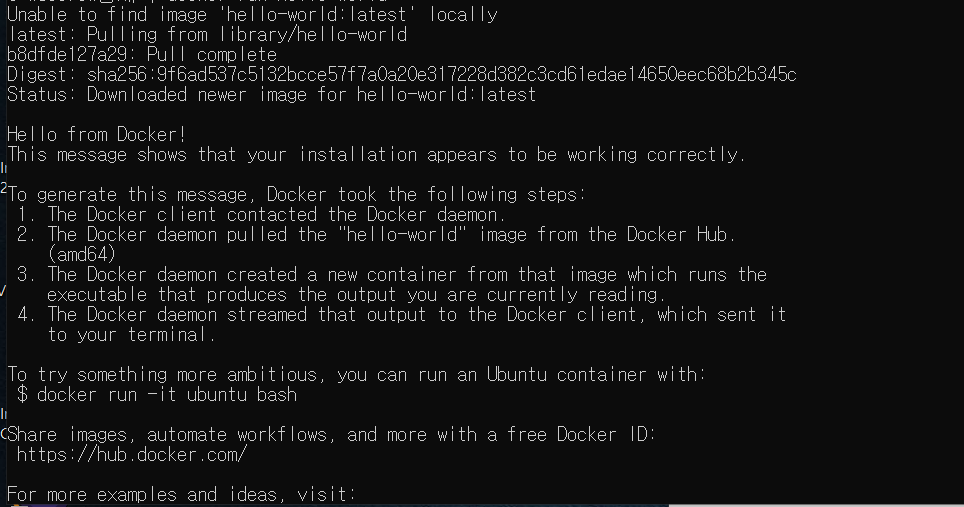 Unable to find image 'hello-world:latest' locally
latest: Pulling from library/hello-world
b8dfde127a29: Pull complete
Digest: sha256:9f6ad537c5132bcce57f7a0a20e317228d382c3cd61edae14650eec68b2b345c
Status: Downloaded newer image for hello-world:latest
Hello from Docker!
This message shows that your installation appears to be working correctly.
To generate this message, Docker took the following steps:
1. The Docker client contacted the Docker daemon.
2. The Docker daemon pulled the "hello-world" image from the Docker Hub.
(amd64)
3. The Docker daemon created a new container from that image which runs the
executable that produces the output you are currently reading.
4. The Docker daemon streamed that output to the Docker client, which sent it
to your terminal.
To try something more ambitious, you can run an Ubuntu container with:
$ docker run -it ubuntu bash
Share images, automate workflows, and more with a free Docker ID:
https://hub.docker.com/
For more examples and ideas, visit: